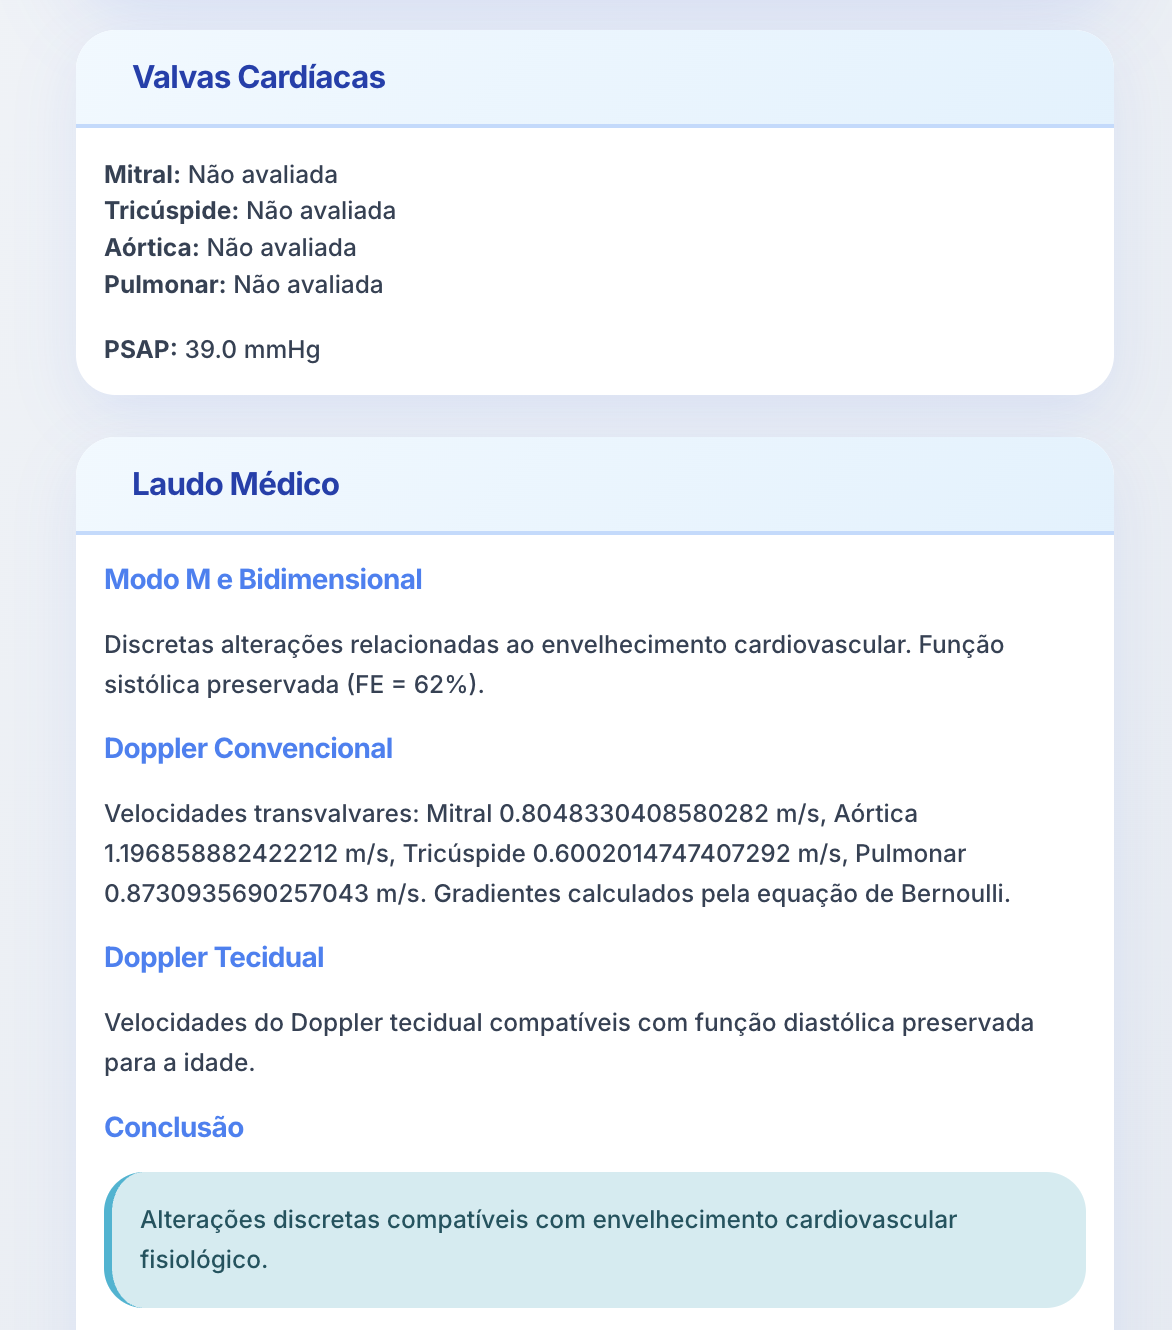 Valvas Cardíacas
Mitral: Não avaliada
Tricúspide: Não avaliada
Aórtica: Não avaliada
Pulmonar: Não avaliada
PSAP: 39.0 mmHg
Laudo Médico
Modo M e Bidimensional
Discretas alterações relacionadas ao envelhecimento cardiovascular. Função
sistólica preservada (FE = 62%).
Doppler Convencional
Velocidades transvalvares: Mitral 0.8048330408580282 m/s, Aórtica
1.196858882422212 m/s, Tricúspide 0.6002014747407292 m/s, Pulmonar
0.8730935690257043 m/s. Gradientes calculados pela equação de Bernoulli.
Doppler Tecidual
Velocidades do Doppler tecidual compatíveis com função diastólica preservada
para a idade.
Conclusão
Alterações discretas compatíveis com envelhecimento cardiovascular
fisiológico.